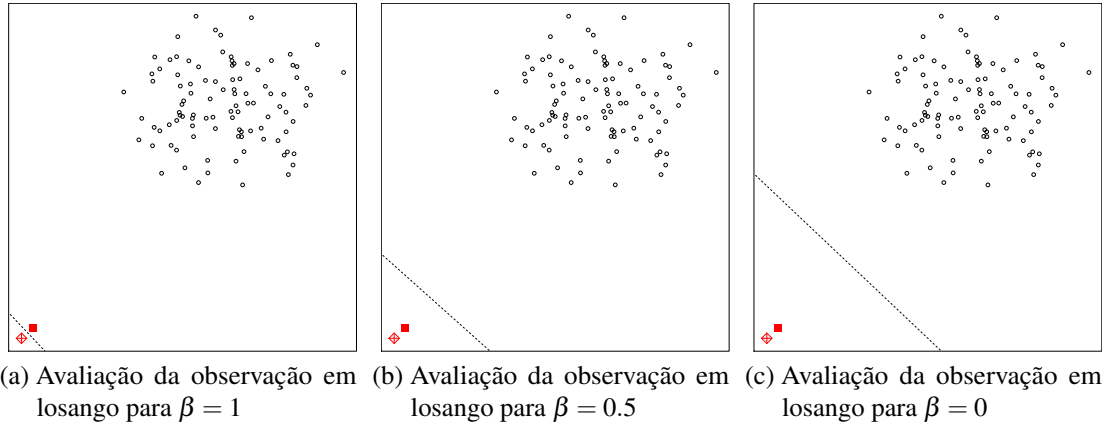 (a) Avaliação da observação em
losango para β = 1
(b) Avaliação da observação em
losango para β = 0.5
(c) Avaliação da observação em
losango para β = 0